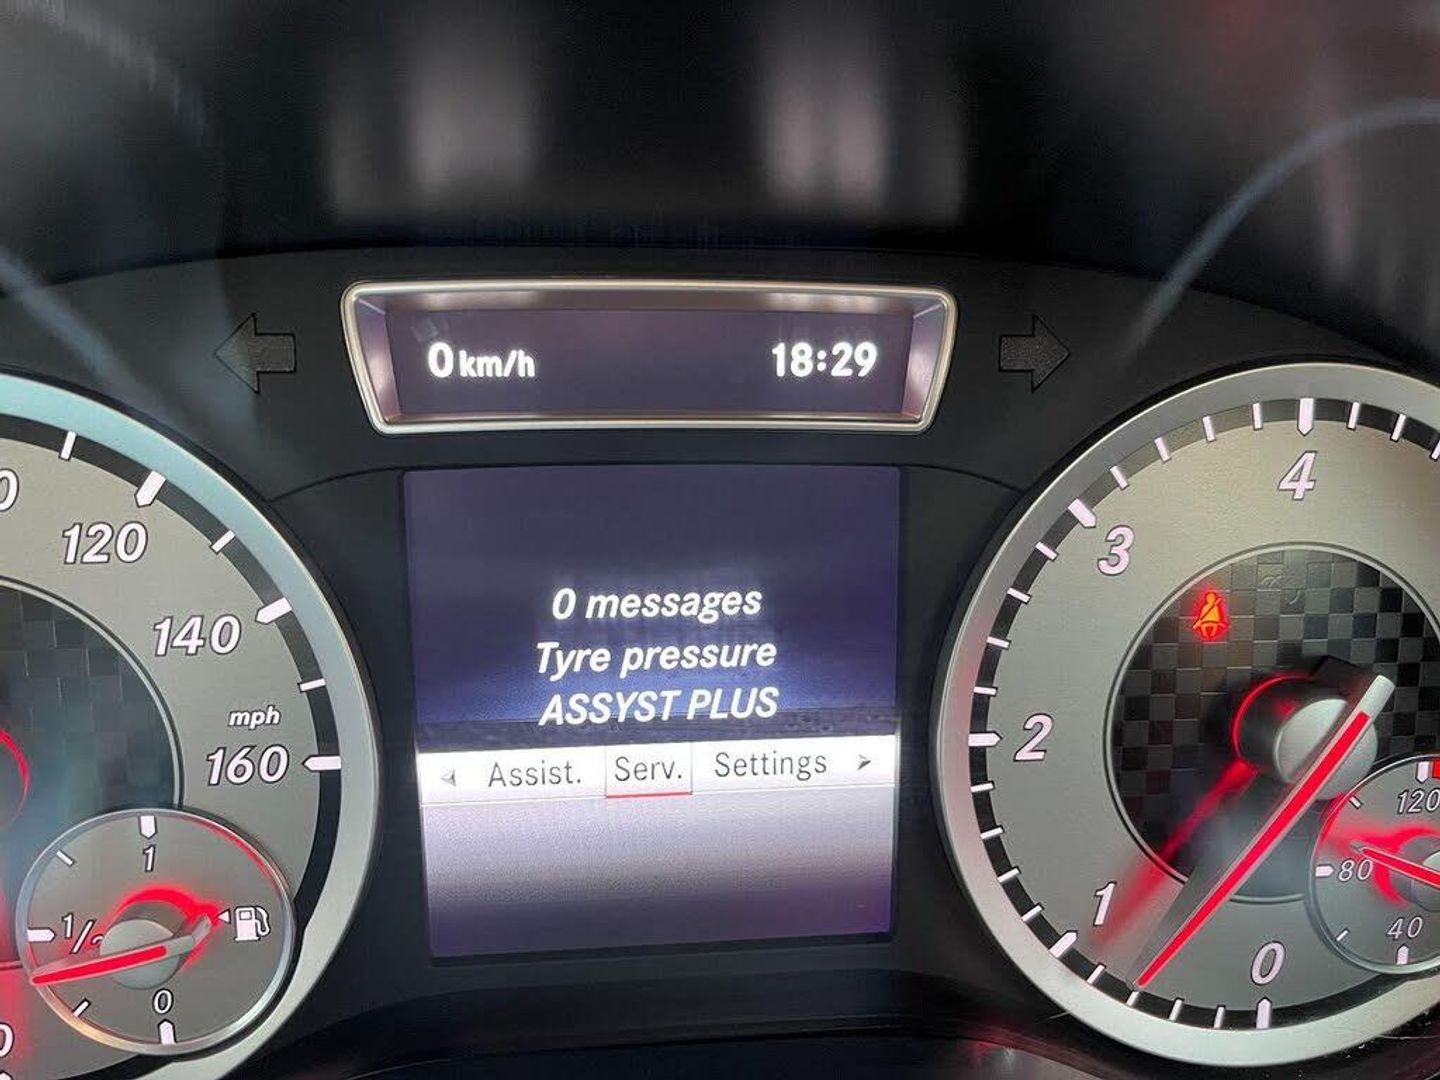 0 km/h 18:29
0 messages
Tyre pressure
ASSYST PLUS
Assist. Serv. Settings
120
140
mph
160
1
1/2
0
4
3
2
1
0
120
80
40